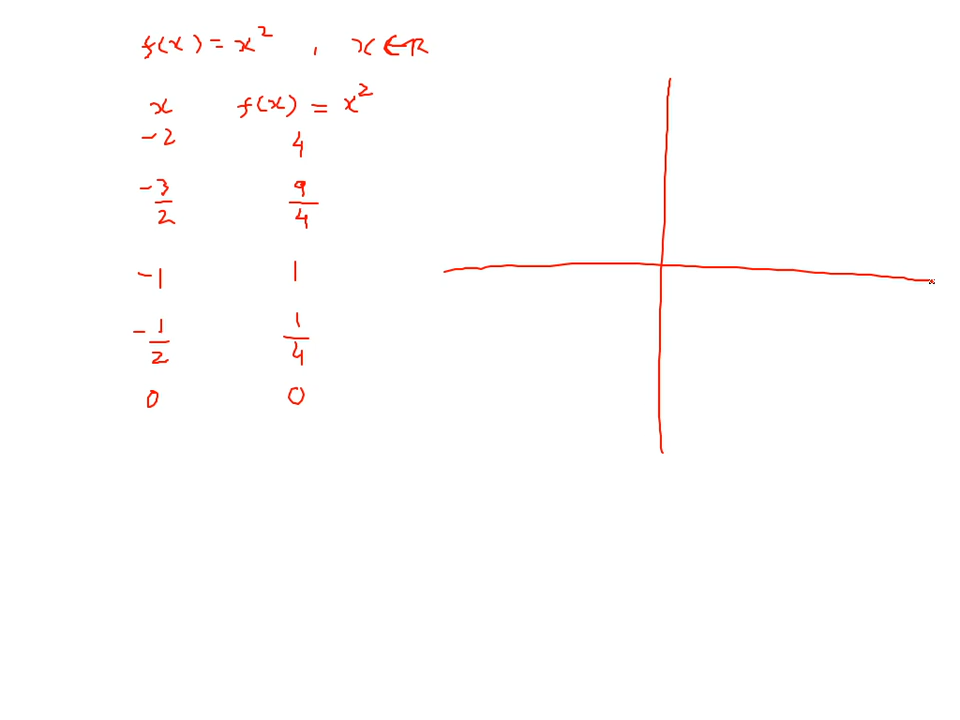 f(x) = x² , x ∈ R
x f(x) = x²
-2 4
-3/2 9/4
-1 1
-1/2 1/4
0 0